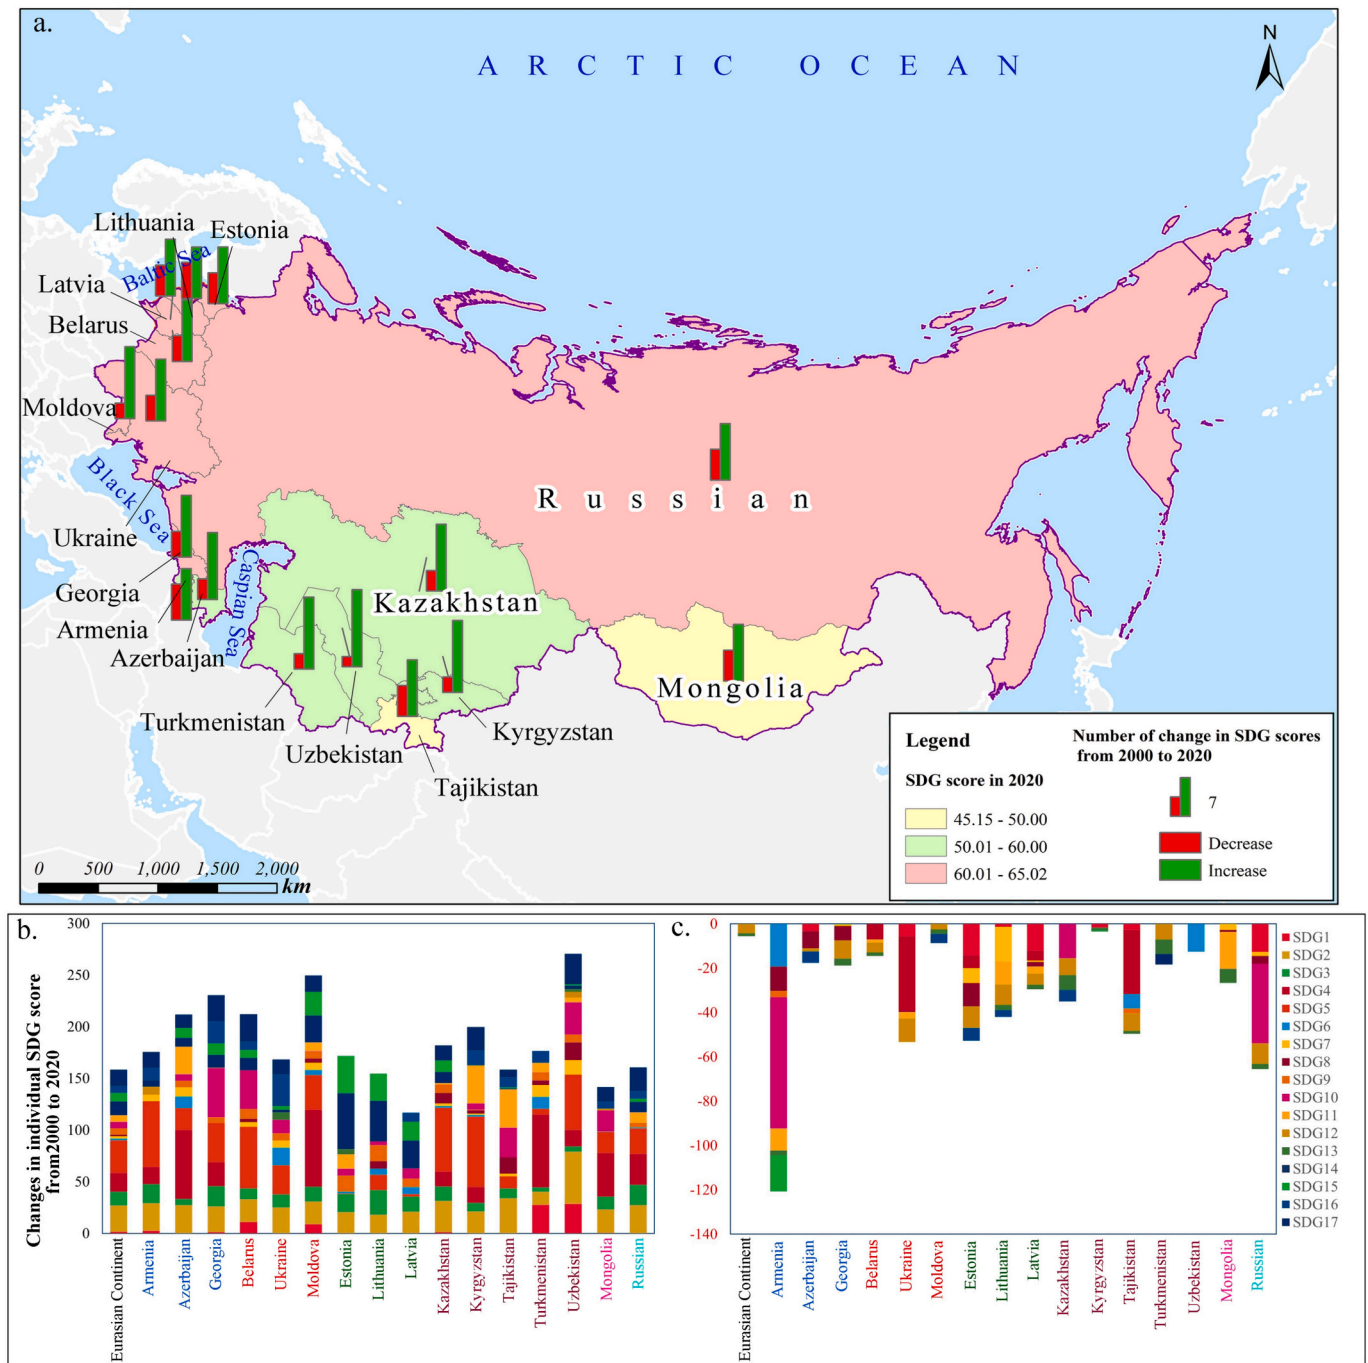 a.
A R C T I C O C E A N
N
Lithuania
Estonia
Baltic Sea
Latvia
Belarus
Moldova
Black Sea
R u s s i a n
Ukraine
Caspian Sea
Georgia
Kazakhstan
Armenia
Azerbaijan
Mongolia
Turkmenistan
Kyrgyzstan
Uzbekistan
Tajikistan
Legend
SDG score in 2020
45.15 - 50.00
50.01 - 60.00
60.01 - 65.02
Number of change in SDG scores
from 2000 to 2020
7
Decrease
Increase
0 500 1,000 1,500 2,000
km
b.
Changes in individual SDG score
from2000 to 2020
300
250
200
150
100
50
0
Eurasian Continent
Armenia
Azerbaijan
Georgia
Belarus
Ukraine
Moldova
Estonia
Lithuania
Latvia
Kazakhstan
Kyrgyzstan
Tajikistan
Turkmenistan
Uzbekistan
Mongolia
Russian
c.
0
-20
-40
-60
-80
-100
-120
-140
Eurasian Continent
Armenia
Azerbaijan
Georgia
Belarus
Ukraine
Moldova
Estonia
Lithuania
Latvia
Kazakhstan
Kyrgyzstan
Tajikistan
Turkmenistan
Uzbekistan
Mongolia
Russian
SDG1
SDG2
SDG3
SDG4
SDG5
SDG6
SDG7
SDG8
SDG9
SDG10
SDG11
SDG12
SDG13
SDG14
SDG15
SDG16
SDG17